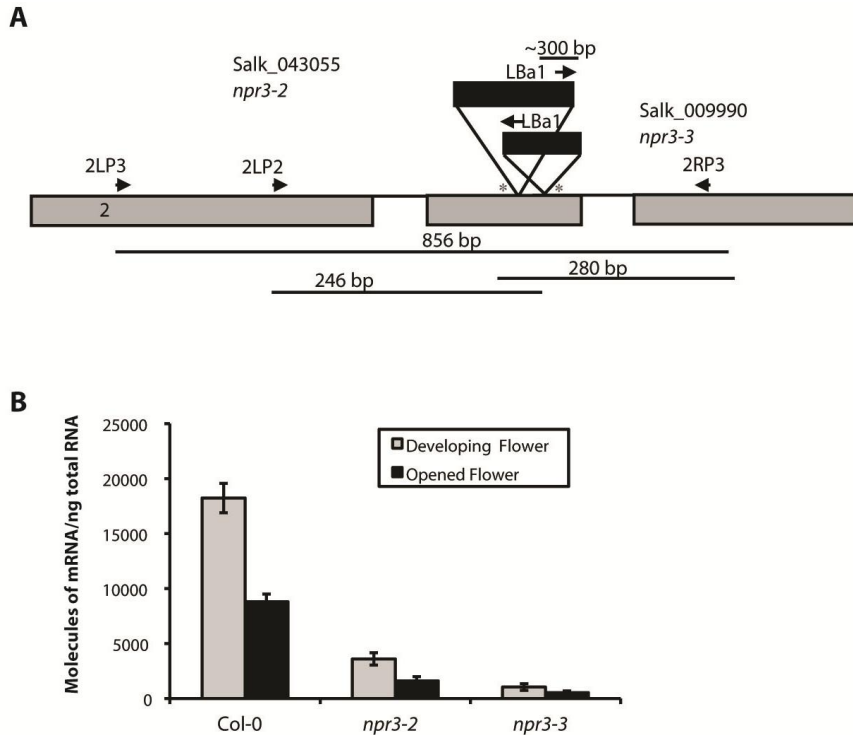 A
~300 bp
Salk_043055
npr3-2
LBa1
LBa1
Salk_009990
npr3-3
2LP3
2LP2
2RP3
* *
2
856 bp
280 bp
246 bp
B
Molecules of mRNA/ng total RNA
25000
20000
15000
10000
5000
0
Developing Flower
Opened Flower
Col-0
npr3-2
npr3-3